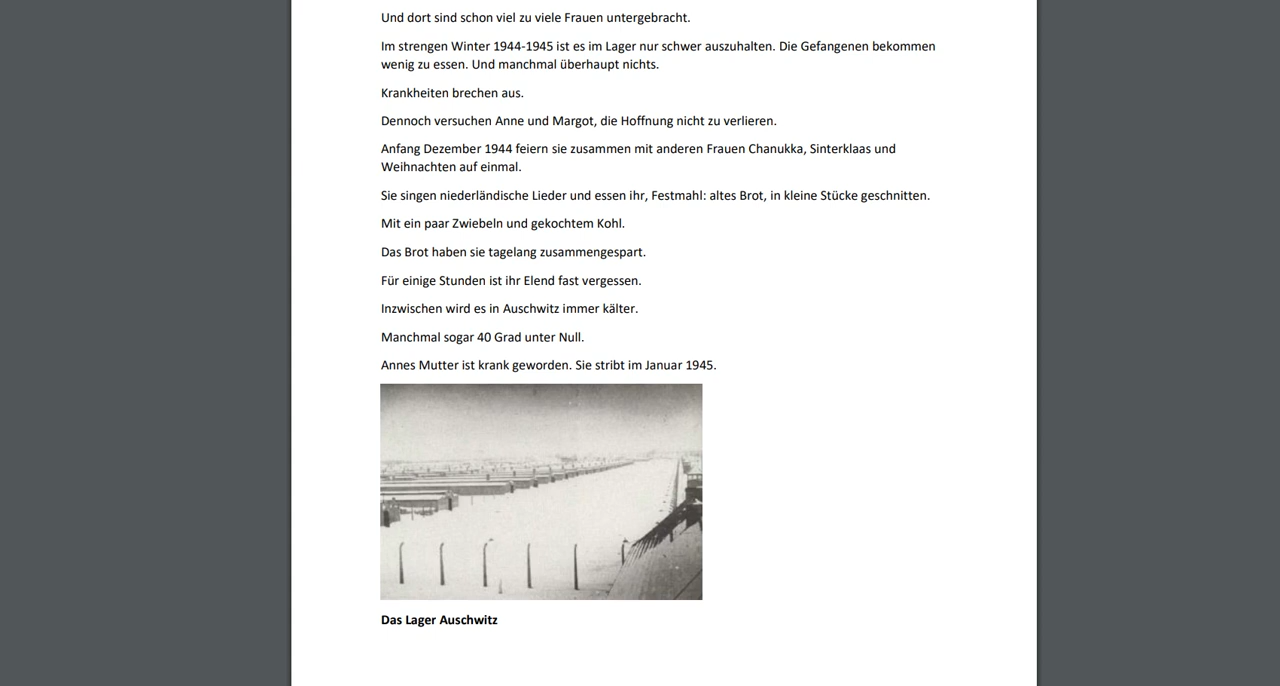 Und dort sind schon viel zu viele Frauen untergebracht.
Im strengen Winter 1944-1945 ist es im Lager nur schwer auszuhalten. Die Gefangenen bekommen
wenig zu essen. Und manchmal überhaupt nichts.
Krankheiten brechen aus.
Dennoch versuchen Anne und Margot, die Hoffnung nicht zu verlieren.
Anfang Dezember 1944 feiern sie zusammen mit anderen Frauen Chanukka, Sinterklaas und
Weihnachten auf einmal.
Sie singen niederländische Lieder und essen ihr, Festmahl: altes Brot, in kleine Stücke geschnitten.
Mit ein paar Zwiebeln und gekochtem Kohl.
Das Brot haben sie tagelang zusammengespart.
Für einige Stunden ist ihr Elend fast vergessen.
Inzwischen wird es in Auschwitz immer kälter.
Manchmal sogar 40 Grad unter Null.
Annes Mutter ist krank geworden. Sie stribt im Januar 1945.
Das Lager Auschwitz